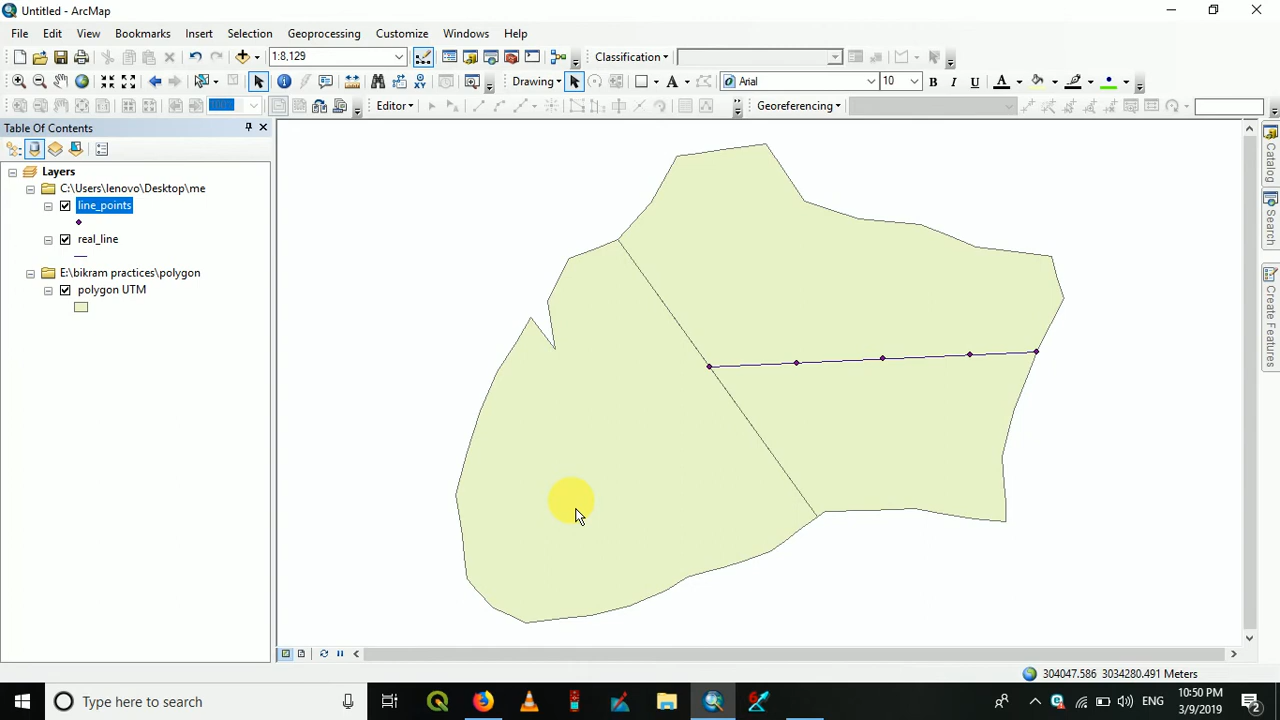 Untitled - ArcMap
File Edit View Bookmarks Insert Selection Geoprocessing Customize Windows Help
1:8,129 Classification
Drawing A Arial 10 B I U A
Editor Georeferencing
Table Of Contents
Layers
C:\Users\lenovo\Desktop\me
line_points
real_line
E:\bikram practices\polygon
polygon UTM
Catalog
Search
Create Features
304047.586 3034280.491 Meters
Type here to search
ENG
10:50 PM
3/9/2019
2